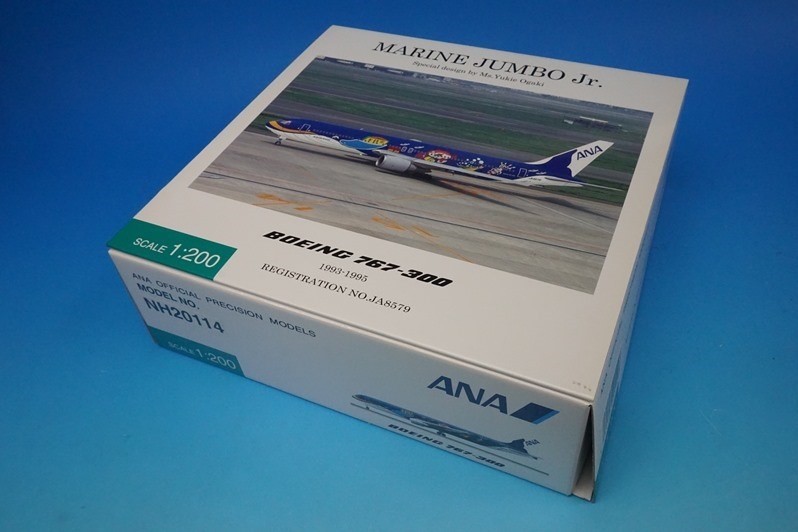 MARINE JUMBO Jr.
Special design by Ms. Yukie Ogaki
ANA
BOEING 767-300
1993-1995
REGISTRATION NO.JA8579
SCALE 1:200
ANA OFFICIAL PRECISION MODELS
MODEL NO.
NH20114
SCALE 1:200
ANA
BOEING 767-300